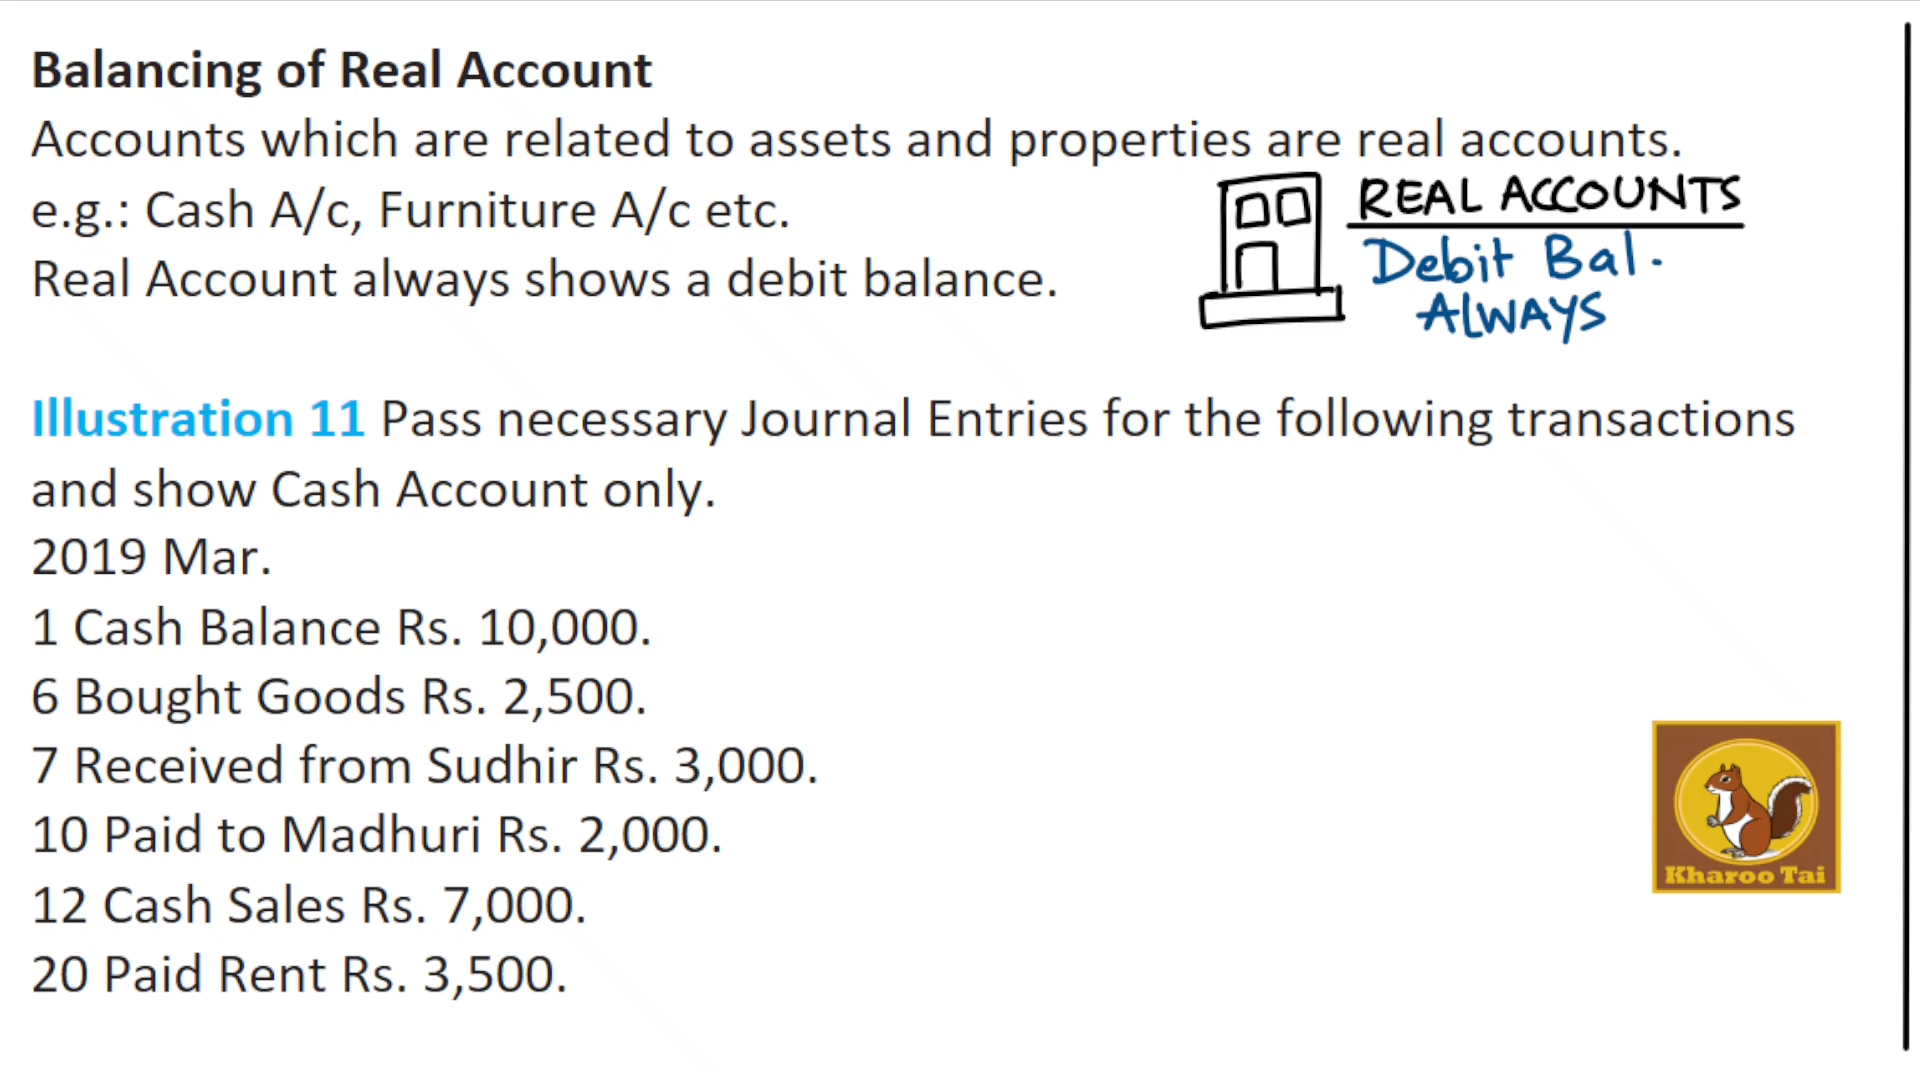 Balancing of Real Account
Accounts which are related to assets and properties are real accounts.
e.g.: Cash A/c, Furniture A/c etc.
REAL ACCOUNTS
Real Account always shows a debit balance.
Debit Bal.
ALWAYS
Illustration 11 Pass necessary Journal Entries for the following transactions
and show Cash Account only.
2019 Mar.
1 Cash Balance Rs. 10,000.
6 Bought Goods Rs. 2,500.
7 Received from Sudhir Rs. 3,000.
10 Paid to Madhuri Rs. 2,000.
12 Cash Sales Rs. 7,000.
20 Paid Rent Rs. 3,500.
Kharoo Tai